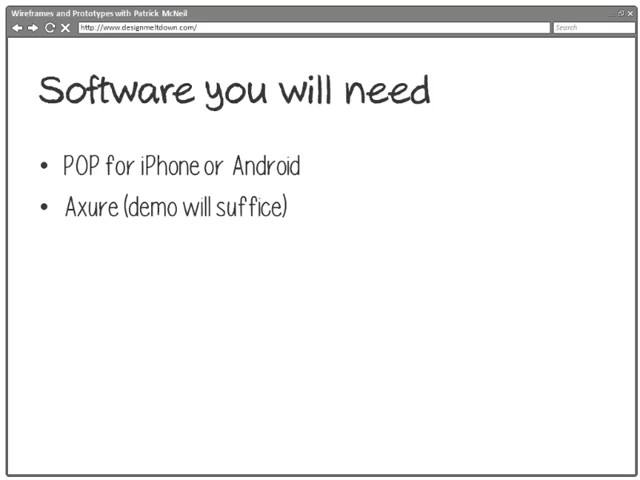 Wireframes and Prototypes with Patrick McNeil
http://www.designmeltdown.com/
Search
Software you will need
• POP for iPhone or Android
• Axure (demo will suffice)